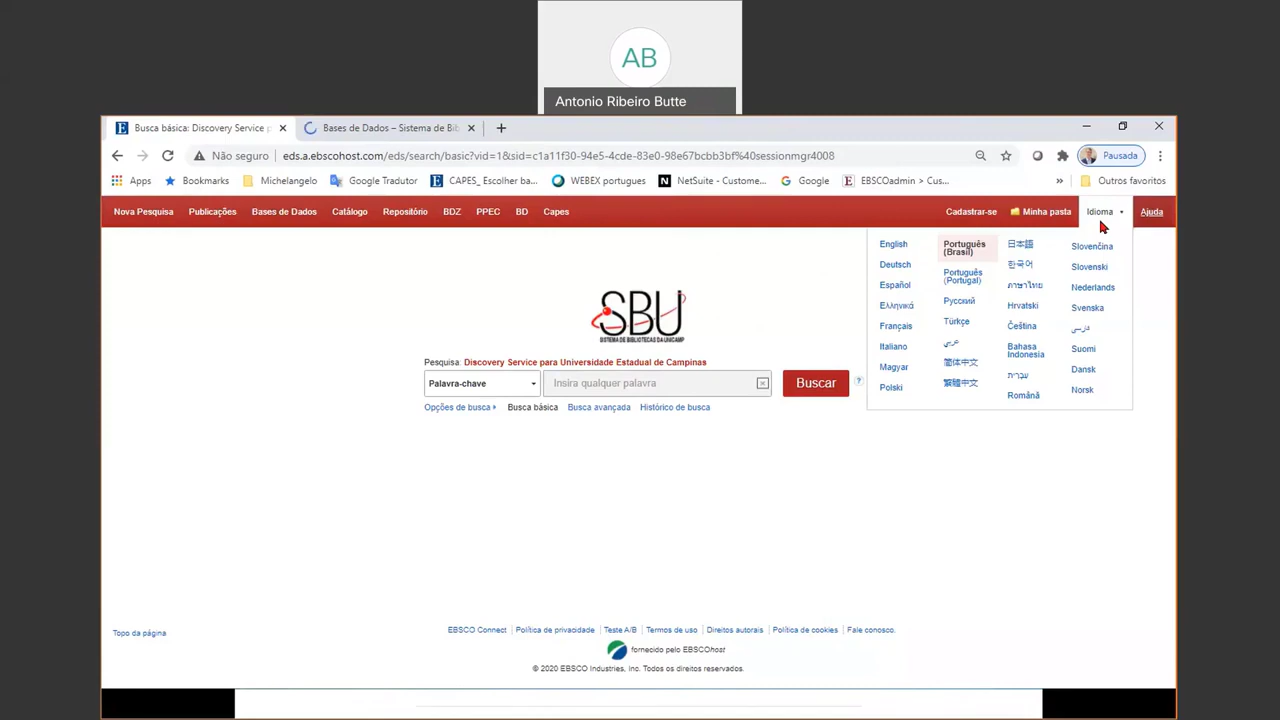 AB
Antonio Ribeiro Butte
Busca básica: Discovery Service p
Bases de Dados – Sistema de Bib
Não seguro
eds.a.ebscohost.com/eds/search/basic?vid=1&sid=c1a11f30-94e5-4cde-83e0-98e67bcbb3bf%40sessionmgr4008
Pausada
Apps Bookmarks Michelangelo Google Tradutor CAPES_ Escolher ba... WEBEX portugues NetSuite - Custome... Google EBSCOadmin > Cus... » Outros favoritos
Nova Pesquisa Publicações Bases de Dados Catálogo Repositório BDZ PPEC BD Capes Cadastrar-se Minha pasta Idioma Ajuda
English
Deutsch
Español
Ελληνικά
Français
Italiano
Magyar
Polski
Português
(Brasil)
Português
(Portugal)
Русский
Türkçe
عربي
简体中文
繁體中文
日本語
한국어
ภาษาไทย
Hrvatski
Čeština
Bahasa
Indonesia
עברית
Română
Slovenčina
Slovenski
Nederlands
Svenska
فارسی
Suomi
Dansk
Norsk
SBU
SISTEMA DE BIBLIOTECAS DA UNICAMP
Pesquisa: Discovery Service para Universidade Estadual de Campinas
Palavra-chave Insira qualquer palavra Buscar ?
Opções de busca Busca básica Busca avançada Histórico de busca
Topo da página
EBSCO Connect | Política de privacidade | Teste A/B | Termos de uso | Direitos autorais | Política de cookies | Fale conosco.
fornecido pelo EBSCOhost
© 2020 EBSCO Industries, Inc. Todos os direitos reservados.